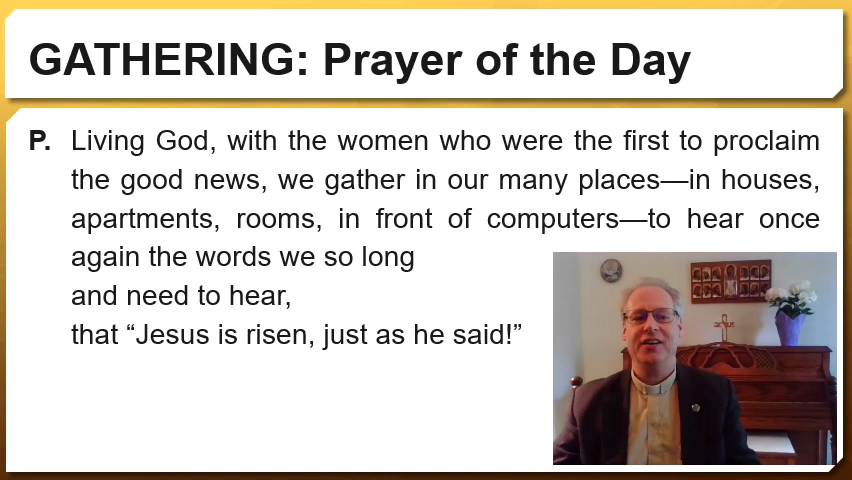 GATHERING: Prayer of the Day
P. Living God, with the women who were the first to proclaim
the good news, we gather in our many places—in houses,
apartments, rooms, in front of computers—to hear once
again the words we so long
and need to hear,
that “Jesus is risen, just as he said!”